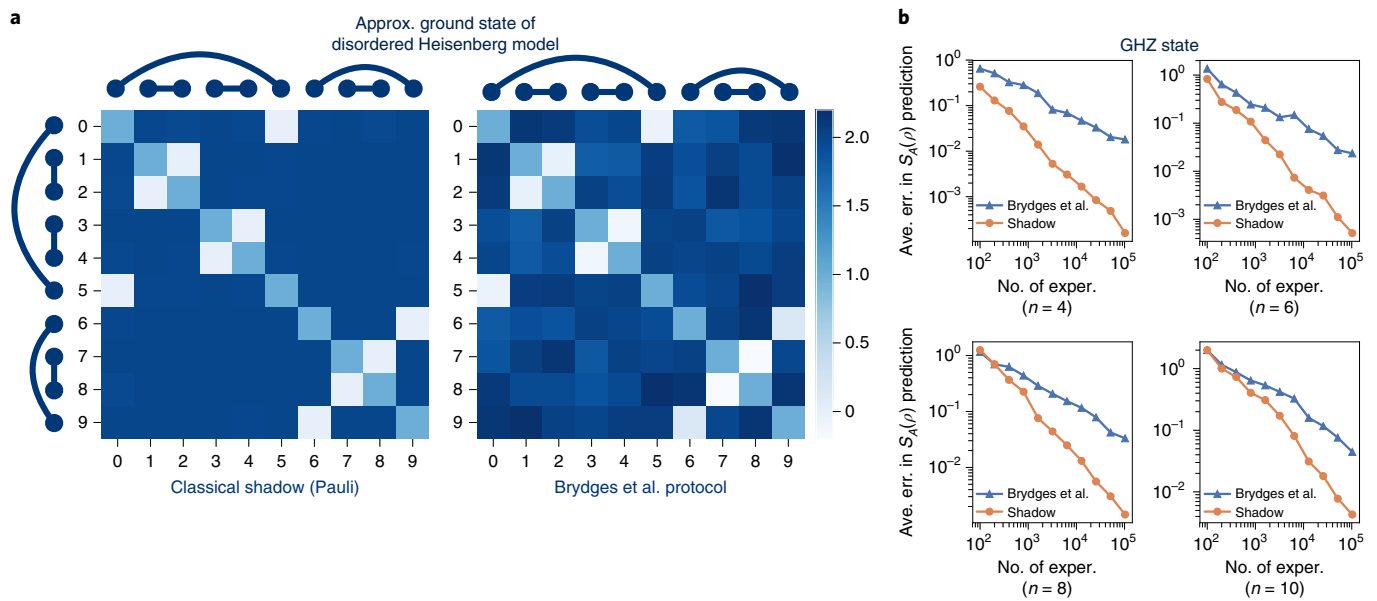 a
Approx. ground state of
disordered Heisenberg model
0
1
2
3
4
5
6
7
8
9
0 1 2 3 4 5 6 7 8 9
Classical shadow (Pauli)
0
1
2
3
4
5
6
7
8
9
0 1 2 3 4 5 6 7 8 9
Brydges et al. protocol
2.0
1.5
1.0
0.5
0
b
GHZ state
Ave. err. in S_A(ρ) prediction
10^0
10^−1
10^−2
10^−3
Brydges et al.
Shadow
10^2 10^3 10^4 10^5
No. of exper.
(n = 4)
10^0
10^−1
10^−2
10^−3
Brydges et al.
Shadow
10^2 10^3 10^4 10^5
No. of exper.
(n = 6)
Ave. err. in S_A(ρ) prediction
10^0
10^−1
10^−2
Brydges et al.
Shadow
10^2 10^3 10^4 10^5
No. of exper.
(n = 8)
10^0
10^−1
10^−2
Brydges et al.
Shadow
10^2 10^3 10^4 10^5
No. of exper.
(n = 10)